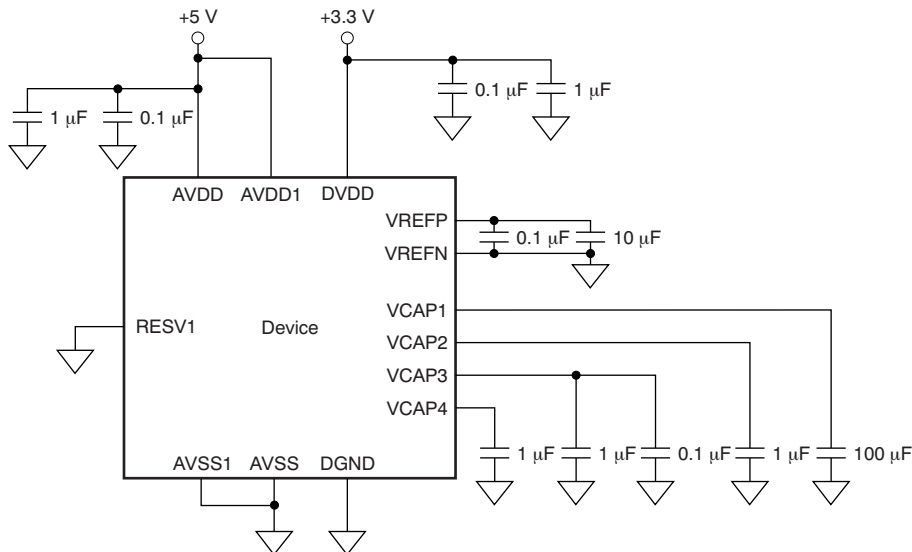 +5 V
+3.3 V
1 μF
0.1 μF
0.1 μF
1 μF
AVDD
AVDD1
DVDD
VREFP
0.1 μF
10 μF
VREFN
VCAP1
RESV1
Device
VCAP2
VCAP3
VCAP4
1 μF
1 μF
0.1 μF
1 μF
100 μF
AVSS1
AVSS
DGND